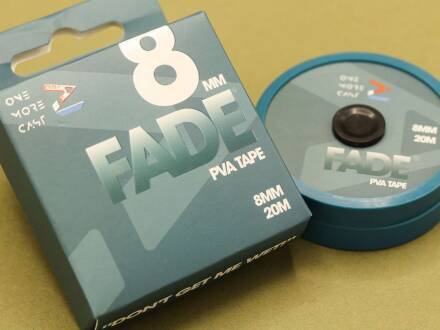 8
MM
ONE
MORE
CAST
FADE®
PVA TAPE
8MM
20M
"DON'T GET ME WET!"
ONE
MORE
CAST
8MM
20M
FADE®
PVA TAPE